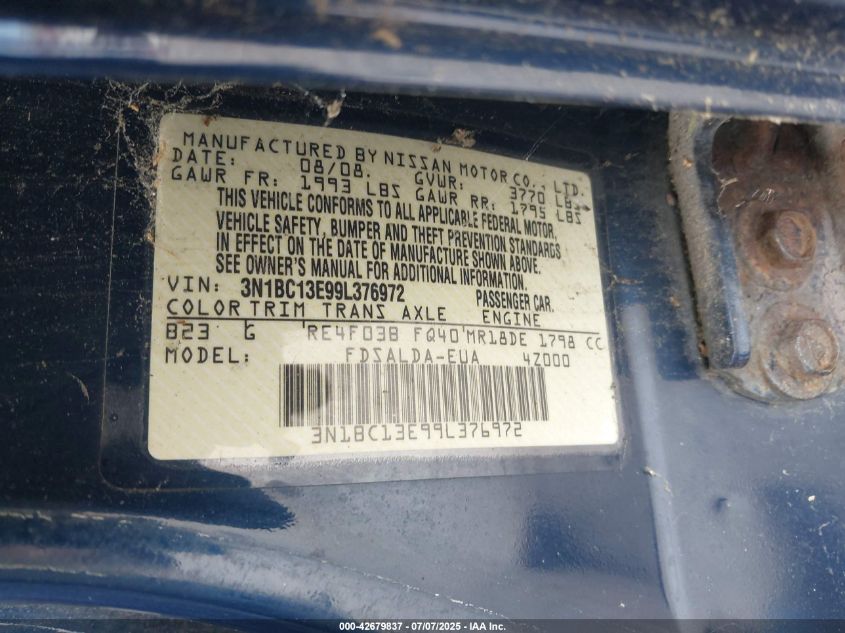 MANUFACTURED BY NISSAN MOTOR CO., LTD.
DATE: 08/08. GVWR: 3770 LBS
GAWR FR: 1993 LBS GAWR RR: 1795 LBS
THIS VEHICLE CONFORMS TO ALL APPLICABLE FEDERAL MOTOR
VEHICLE SAFETY, BUMPER AND THEFT PREVENTION STANDARDS
IN EFFECT ON THE DATE OF MANUFACTURE SHOWN ABOVE.
SEE OWNER'S MANUAL FOR ADDITIONAL INFORMATION.
VIN: 3N1BC13E99L376972 PASSENGER CAR.
COLOR TRIM TRANS AXLE ENGINE
B23 G RE4F03B FQ40 MR18DE 1798 CC
MODEL: FDSALDA-EUA 4Z000
3N1BC13E99L376972
000-42679837 - 07/07/2025 - IAA Inc.